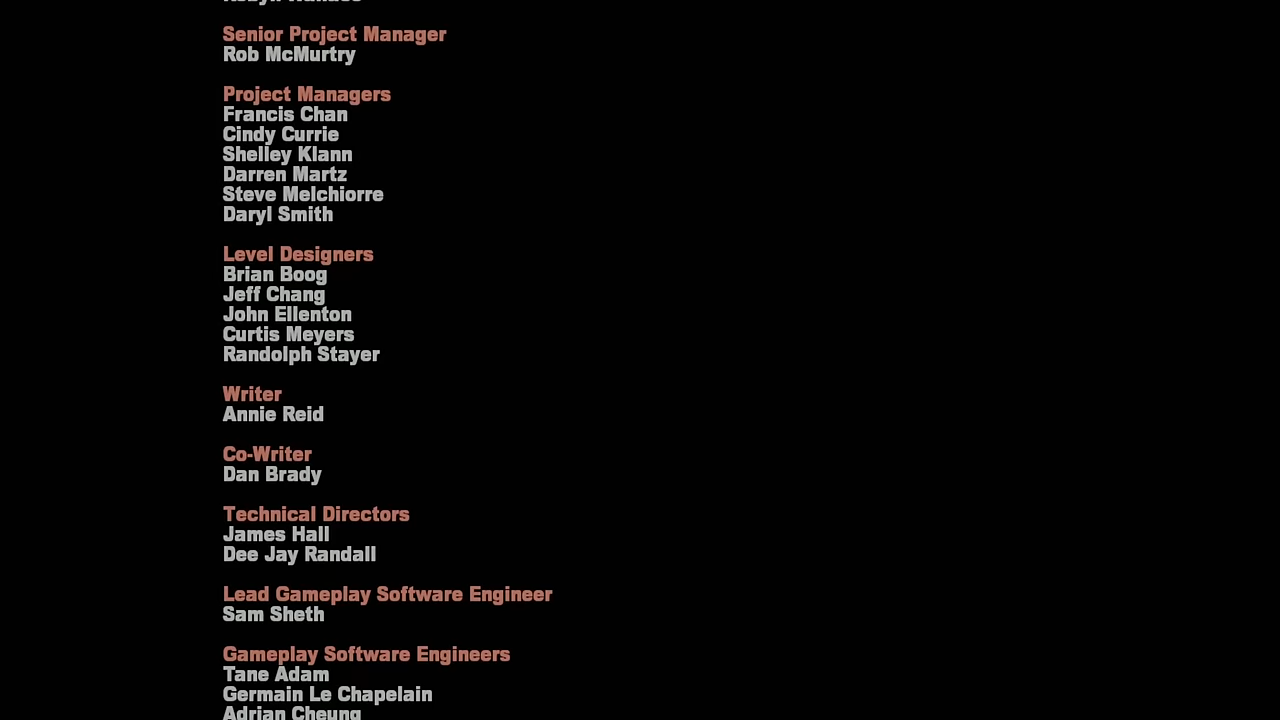 Senior Project Manager
Rob McMurtry
Project Managers
Francis Chan
Cindy Currie
Shelley Klann
Darren Martz
Steve Melchiorre
Daryl Smith
Level Designers
Brian Boog
Jeff Chang
John Ellenton
Curtis Meyers
Randolph Stayer
Writer
Annie Reid
Co-Writer
Dan Brady
Technical Directors
James Hall
Dee Jay Randall
Lead Gameplay Software Engineer
Sam Sheth
Gameplay Software Engineers
Tane Adam
Germain Le Chapelain
Adrian Cheung